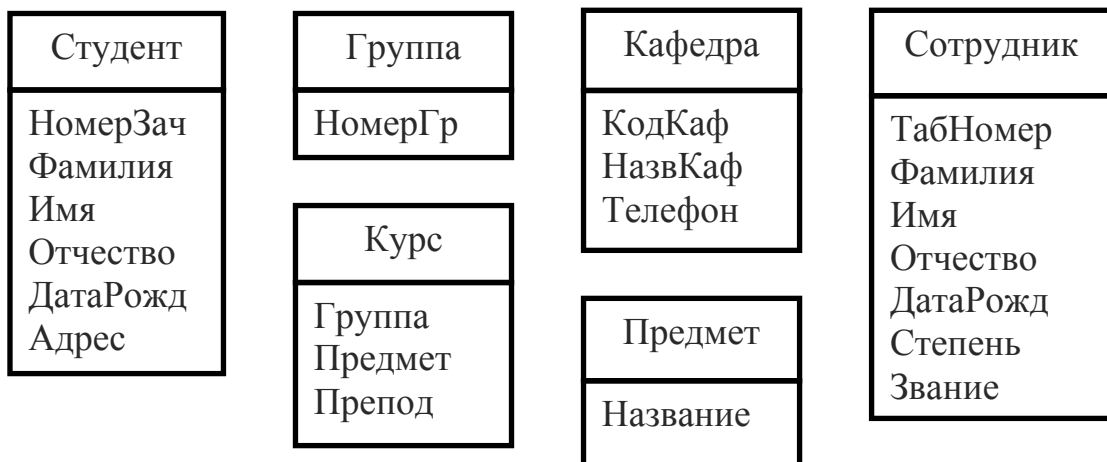 Студент
НомерЗач
Фамилия
Имя
Отчество
ДатаРожд
Адрес
Группа
НомерГр
Курс
Группа
Предмет
Препод
Кафедра
КодКаф
НазвКаф
Телефон
Предмет
Название
Сотрудник
ТабНомер
Фамилия
Имя
Отчество
ДатаРожд
Степень
Звание